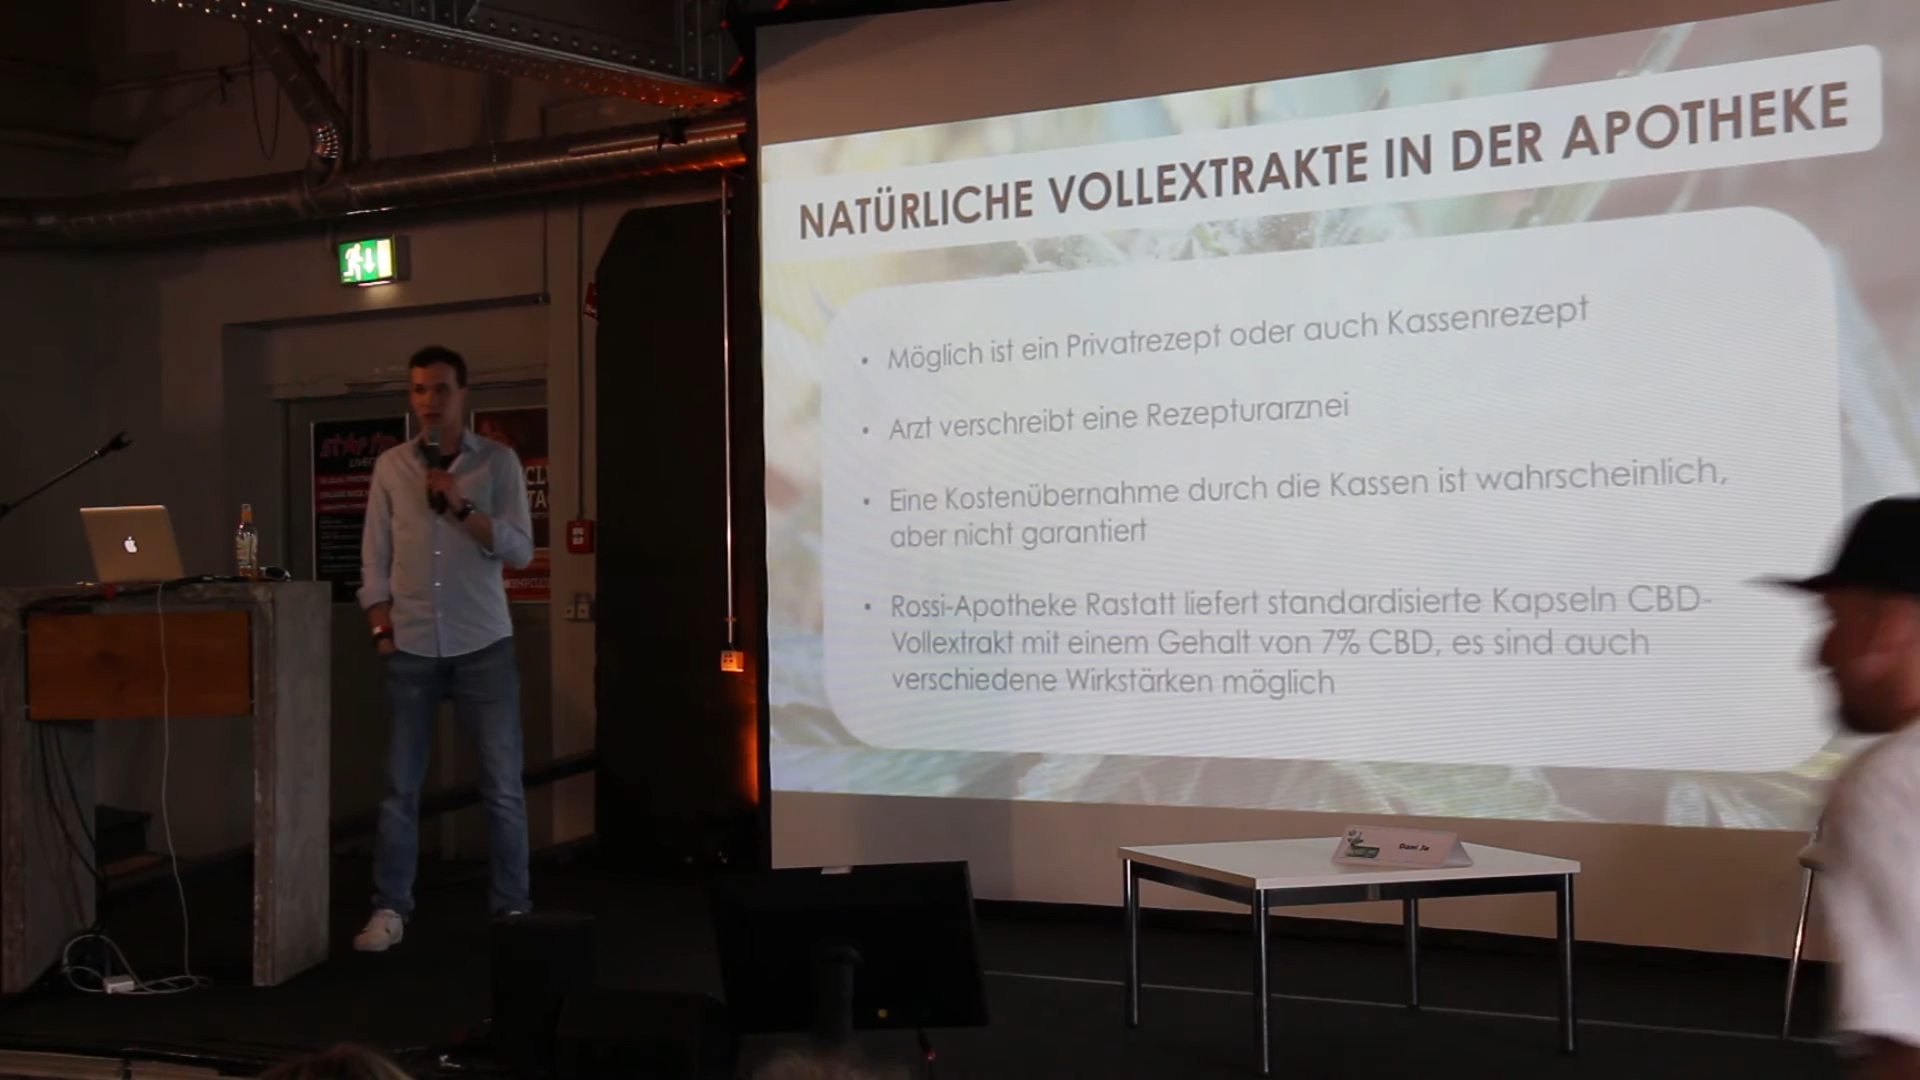 NATÜRLICHE VOLLEXTRAKTE IN DER APOTHEKE
• Möglich ist ein Privatrezept oder auch Kassenrezept
• Arzt verschreibt eine Rezepturarznei
• Eine Kostenübernahme durch die Kassen ist wahrscheinlich,
aber nicht garantiert
• Rossi-Apotheke Rastatt liefert standardisierte Kapseln CBD-
Vollextrakt mit einem Gehalt von 7% CBD, es sind auch
verschiedene Wirkstärken möglich